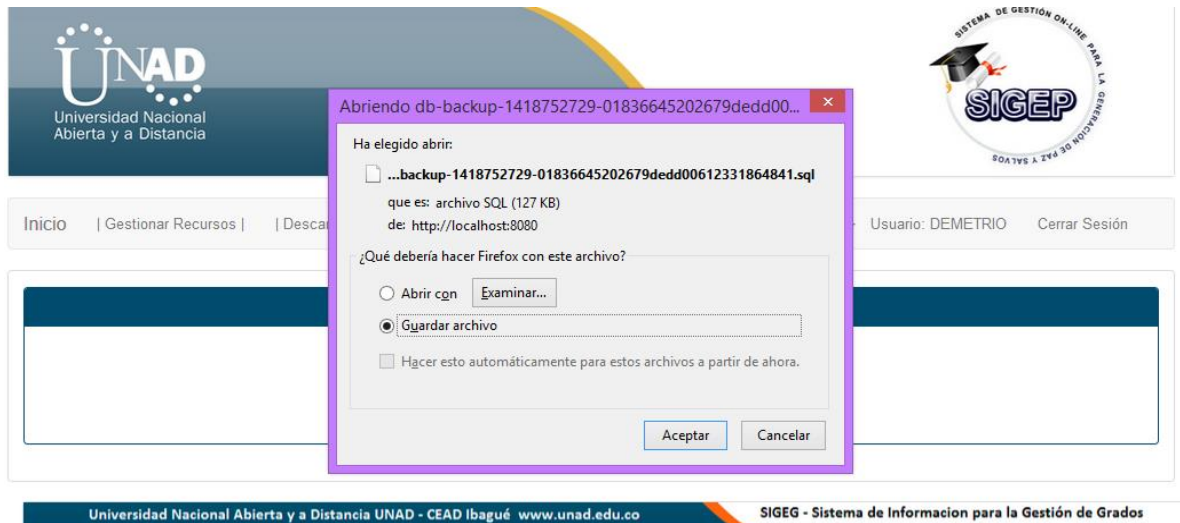 UNAD
Universidad Nacional
Abierta y a Distancia
SISTEMA DE GESTIÓN ON-LINE PARA LA GENERACIÓN DE PAZ Y SALVOS
SIGEP
Abriendo db-backup-1418752729-01836645202679dedd00...
Ha elegido abrir:
...backup-1418752729-01836645202679dedd00612331864841.sql
que es: archivo SQL (127 KB)
de: http://localhost:8080
Inicio | Gestionar Recursos | | Descar Usuario: DEMETRIO Cerrar Sesión
¿Qué debería hacer Firefox con este archivo?
Abrir con Examinar...
Guardar archivo
Hacer esto automáticamente para estos archivos a partir de ahora.
Aceptar Cancelar
Universidad Nacional Abierta y a Distancia UNAD - CEAD Ibagué www.unad.edu.co
SIGEG - Sistema de Informacion para la Gestión de Grados